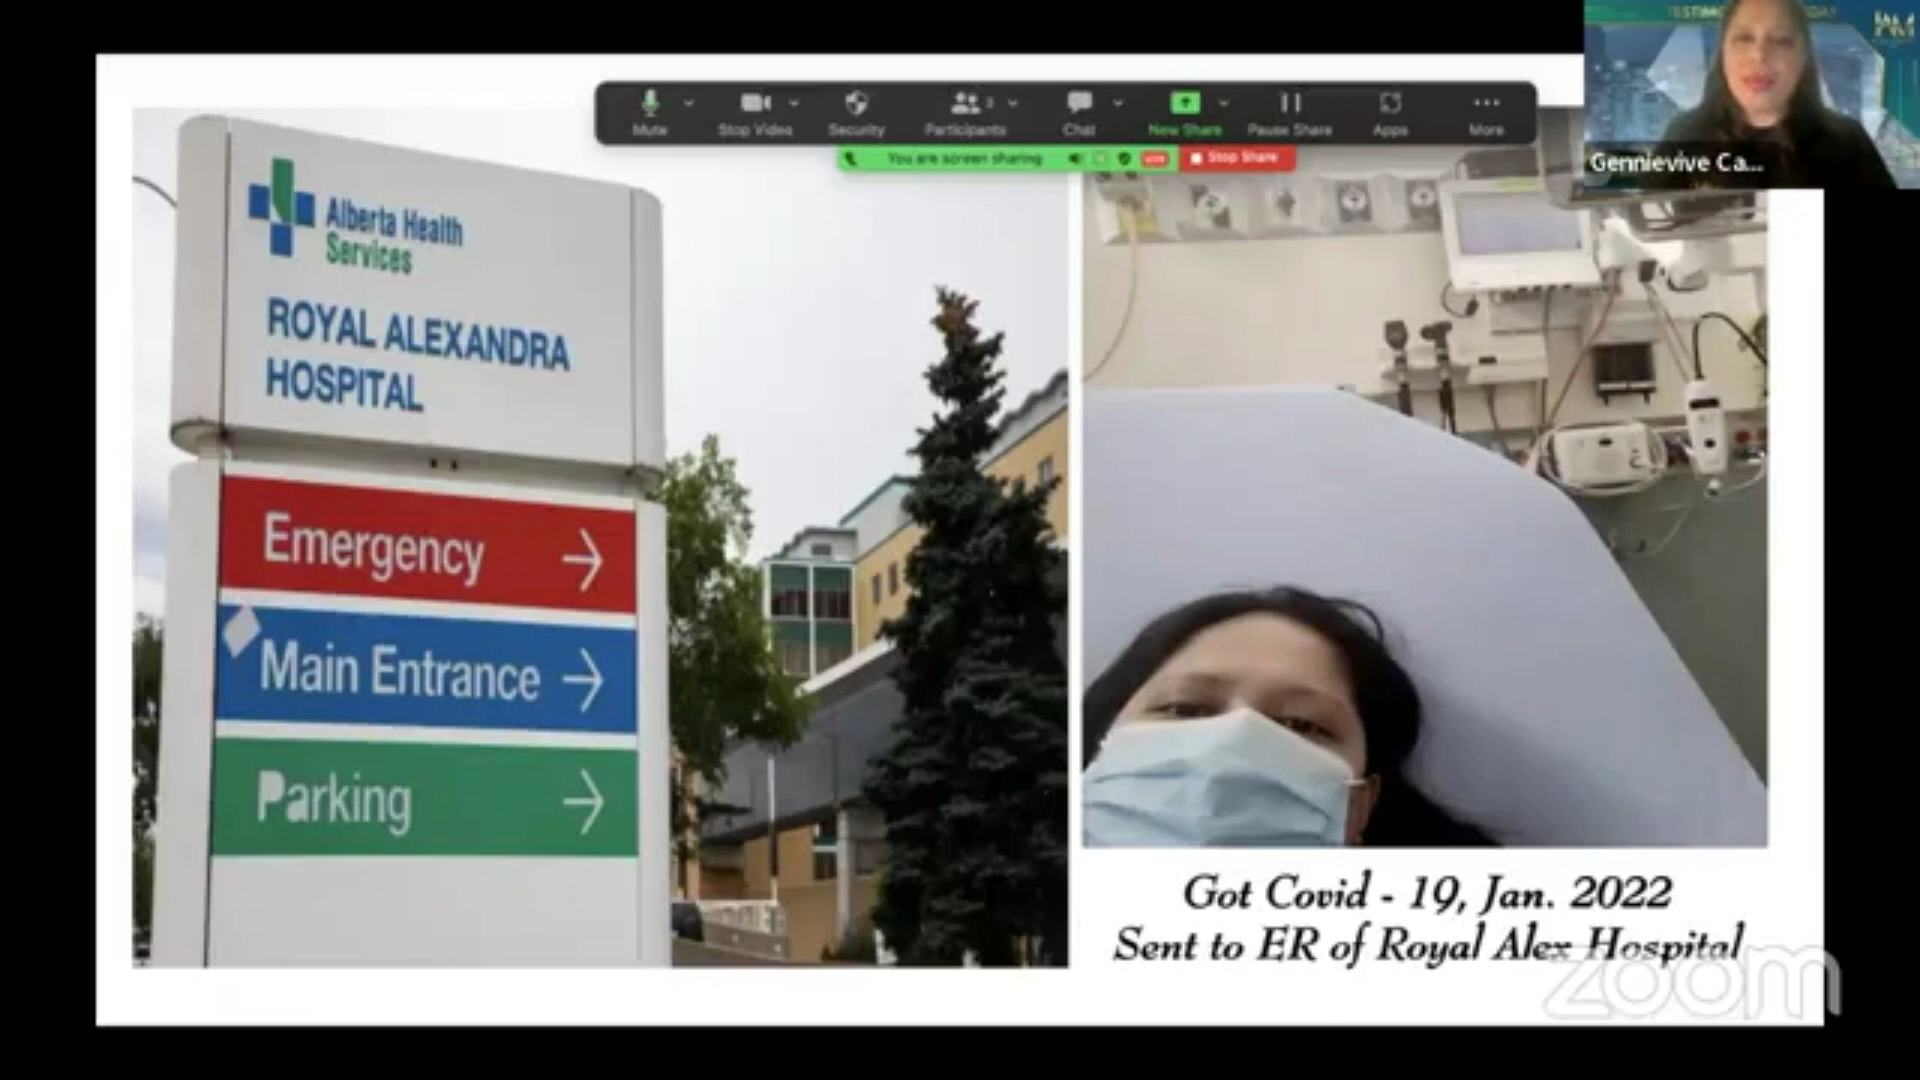 Mute
Stop Video
Security
Participants
3
Chat
New Share
Pause Share
Apps
More
You are screen sharing
LIVE
Stop Share
Gennievive Ca...
Alberta Health
Services
ROYAL ALEXANDRA
HOSPITAL
Emergency
Main Entrance
Parking
Got Covid - 19, Jan. 2022
Sent to ER of Royal Alex Hospital
zoom